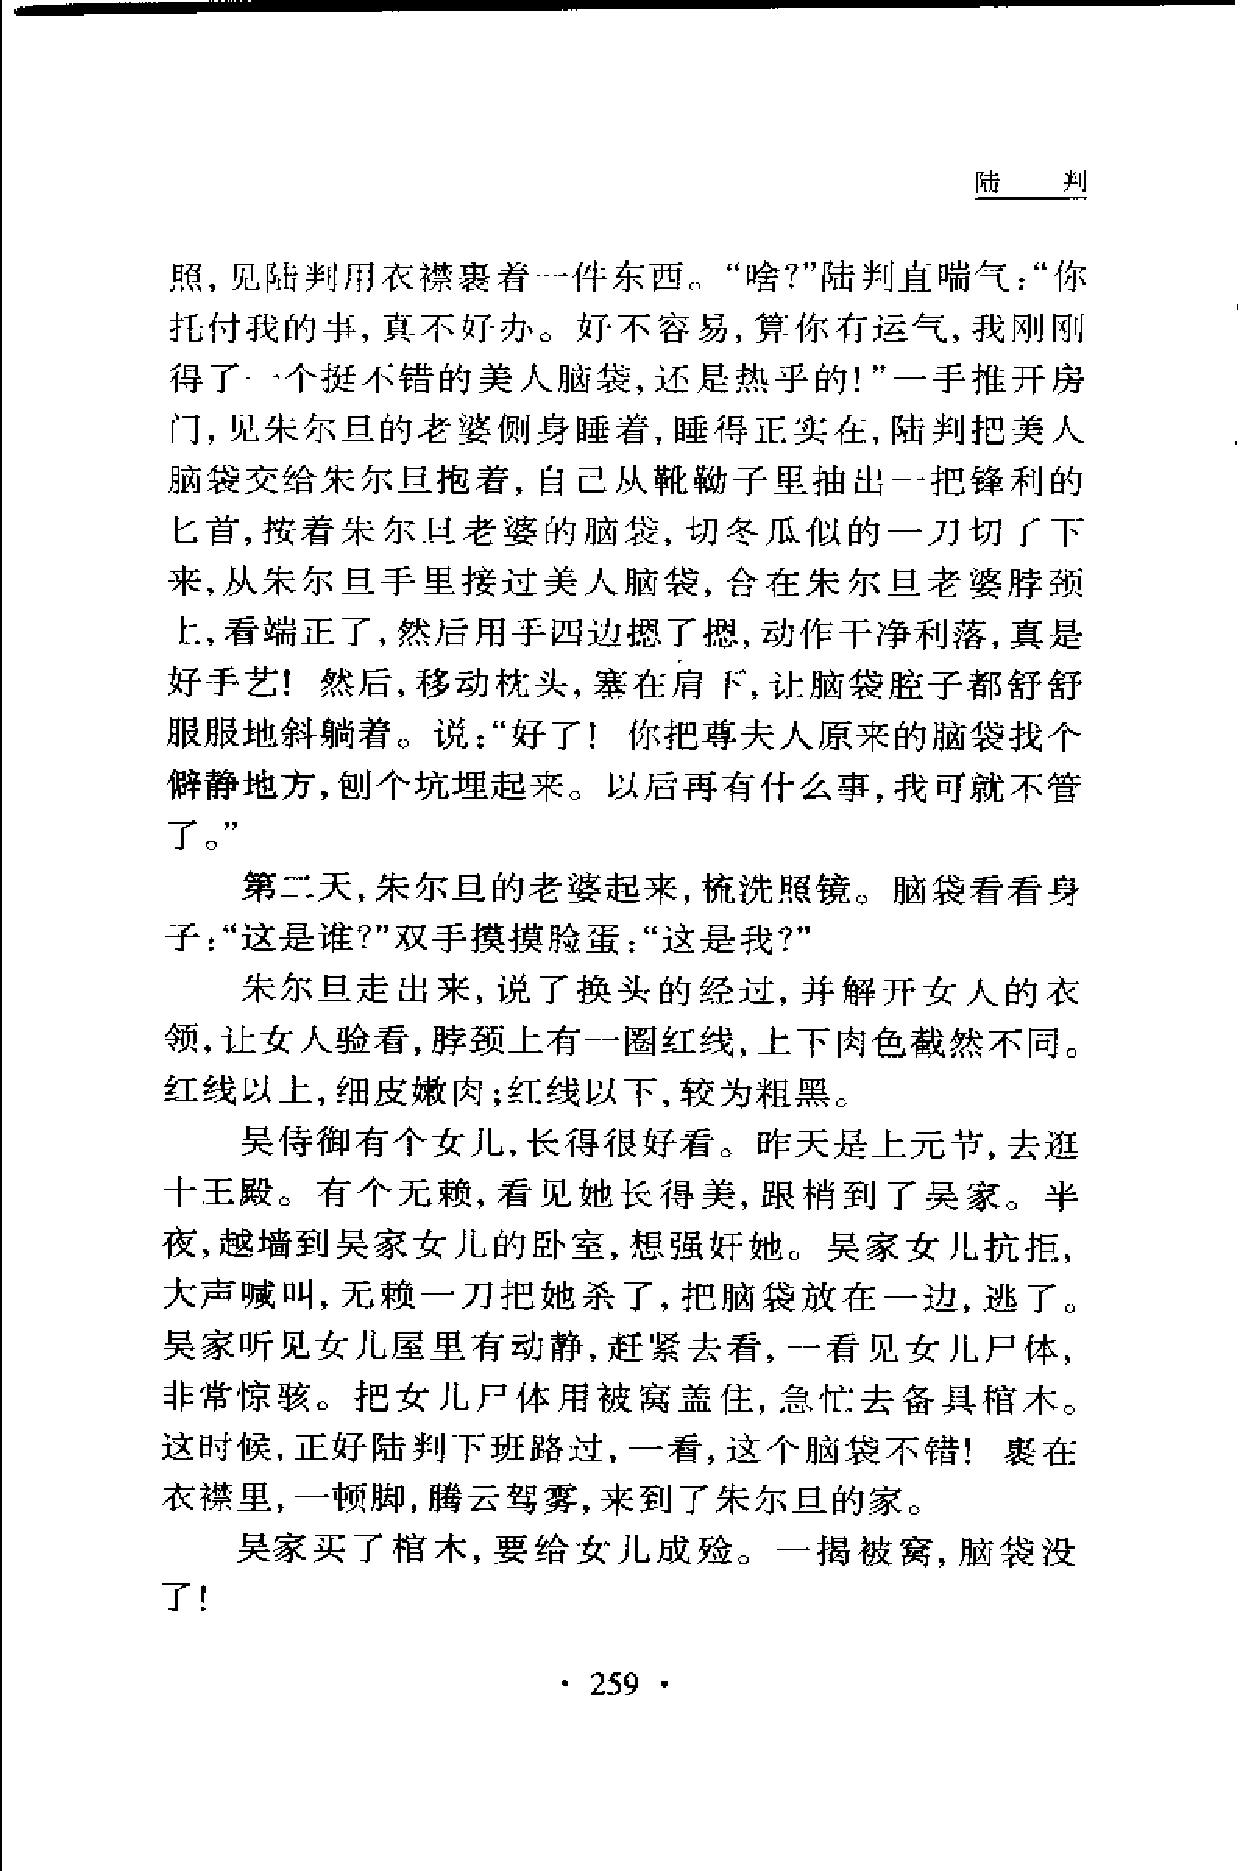 陆 判
照,见陆判用衣襟裹着一件东西。“啥?”陆判直喘气:“你
托付我的事,真不好办。好不容易,算你有运气,我刚刚
得了一个挺不错的美人脑袋,还是热乎的!”一手推开房
门,见朱尔旦的老婆侧身睡着,睡得正实在,陆判把美人
脑袋交给朱尔旦抱着,自己从靴靿子里抽出一把锋利的
匕首,按着朱尔旦老婆的脑袋,切冬瓜似的一刀切了下
来,从朱尔旦手里接过美人脑袋,合在朱尔旦老婆脖颈
上,看端正了,然后用手四边摁了摁,动作干净利落,真是
好手艺! 然后,移动枕头,塞在肩下,让脑袋腔子都舒舒
服服地斜躺着。说:“好了! 你把尊夫人原来的脑袋找个
僻静地方,刨个坑埋起来。以后再有什么事,我可就不管
了。”
第二天,朱尔旦的老婆起来,梳洗照镜。脑袋看看身
子:“这是谁?”双手摸摸脸蛋:“这是我?”
朱尔旦走出来,说了换头的经过,并解开女人的衣
领,让女人验看,脖颈上有一圈红线,上下肉色截然不同。
红线以上,细皮嫩肉;红线以下,较为粗黑。
吴侍御有个女儿,长得很好看。昨天是上元节,去逛
十王殿。有个无赖,看见她长得美,跟梢到了吴家。半
夜,越墙到吴家女儿的卧室,想强奸她。吴家女儿抗拒,
大声喊叫,无赖一刀把她杀了,把脑袋放在一边,逃了。
吴家听见女儿屋里有动静,赶紧去看,一看见女儿尸体,
非常惊骇。把女儿尸体用被窝盖住,急忙去备具棺木。
这时候,正好陆判下班路过,一看,这个脑袋不错! 裹在
衣襟里,一顿脚,腾云驾雾,来到了朱尔旦的家。
吴家买了棺木,要给女儿成殓。一揭被窝,脑袋没
了!
· 259 ·